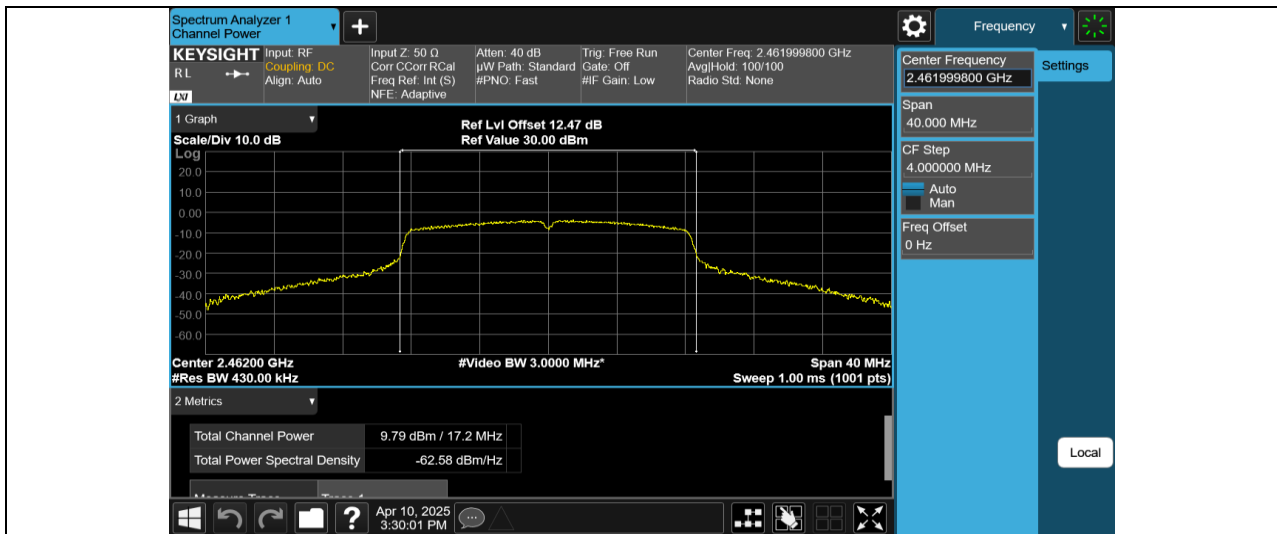 Spectrum Analyzer 1
Channel Power
+
Frequency
KEYSIGHT
R L
LXI
Input: RF
Coupling: DC
Align: Auto
Input Z: 50 Ω
Corr CCorr RCal
Freq Ref: Int (S)
NFE: Adaptive
Atten: 40 dB
µW Path: Standard
#PNO: Fast
Trig: Free Run
Gate: Off
#IF Gain: Low
Center Freq: 2.461999800 GHz
Avg|Hold: 100/100
Radio Std: None
Center Frequency
2.461999800 GHz
Settings
Span
40.000 MHz
CF Step
4.000000 MHz
Auto
Man
Freq Offset
0 Hz
1 Graph
Scale/Div 10.0 dB
Ref Lvl Offset 12.47 dB
Ref Value 30.00 dBm
Log
20.0
10.0
0.00
-10.0
-20.0
-30.0
-40.0
-50.0
-60.0
Center 2.46200 GHz
#Video BW 3.0000 MHz*
Span 40 MHz
#Res BW 430.00 kHz
Sweep 1.00 ms (1001 pts)
2 Metrics
Total Channel Power 9.79 dBm / 17.2 MHz
Total Power Spectral Density -62.58 dBm/Hz
Local
?
Apr 10, 2025
3:30:01 PM